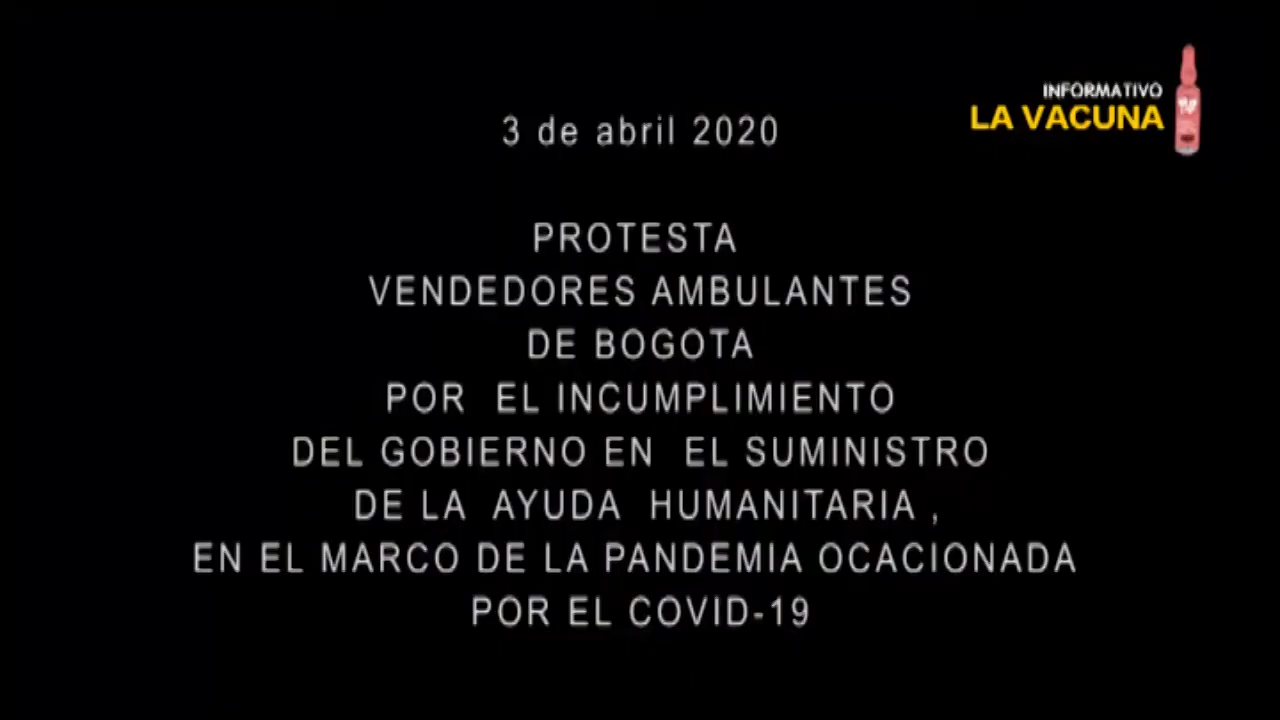 INFORMATIVO
LA VACUNA
3 de abril 2020
PROTESTA
VENDEDORES AMBULANTES
DE BOGOTA
POR EL INCUMPLIMIENTO
DEL GOBIERNO EN EL SUMINISTRO
DE LA AYUDA HUMANITARIA ,
EN EL MARCO DE LA PANDEMIA OCACIONADA
POR EL COVID-19